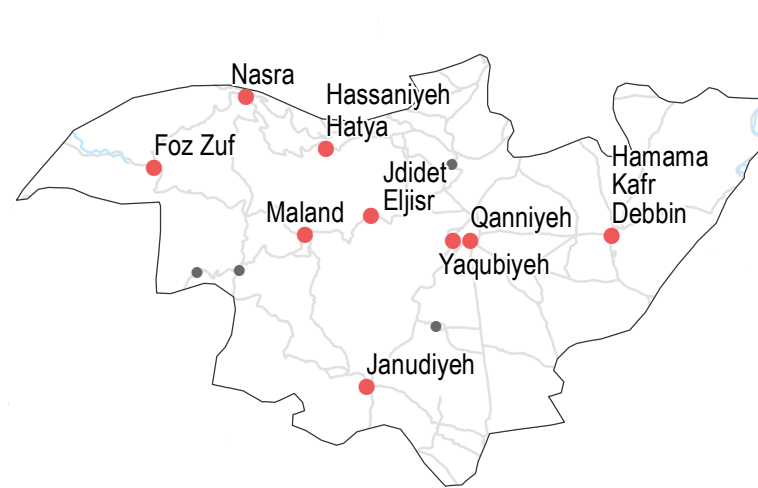 Nasra
Hassaniyeh
Hatya
Foz Zuf
Jdidet
Eljisr
Hamama
Kafr
Debbin
Maland
Qanniyeh
Yaqubiyeh
Janudiyeh